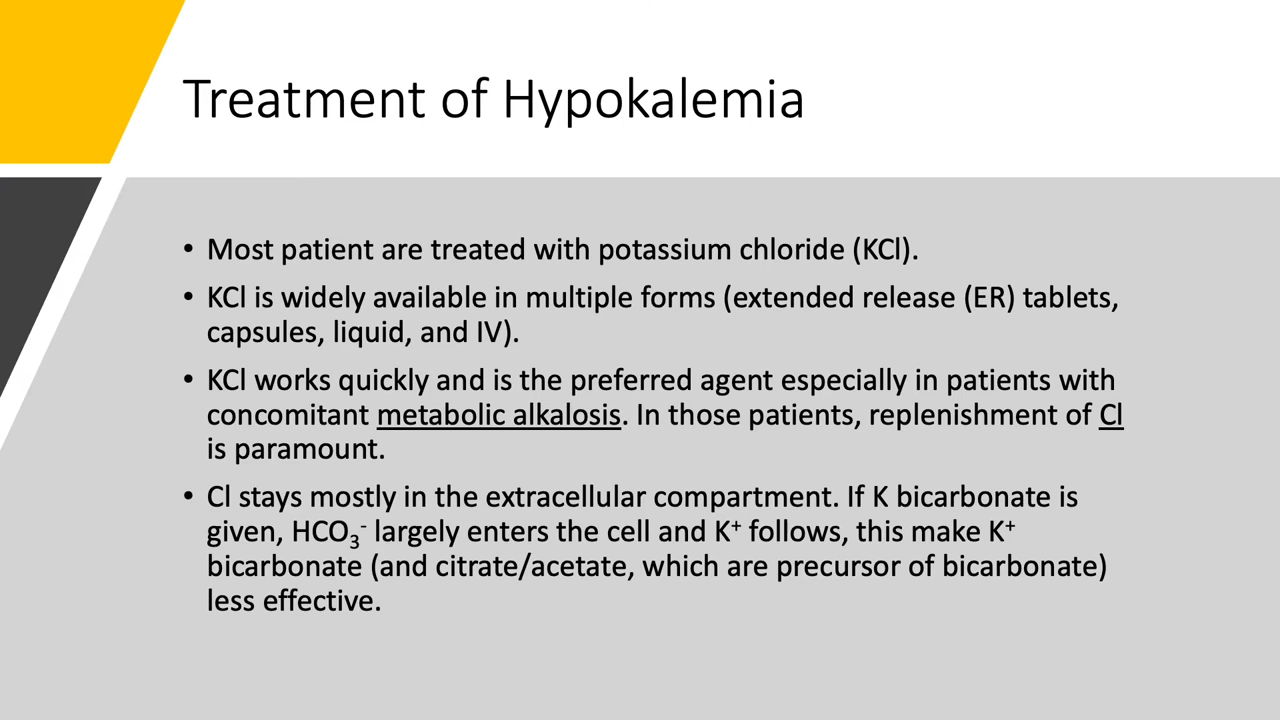 Treatment of Hypokalemia
• Most patient are treated with potassium chloride (KCl).
• KCl is widely available in multiple forms (extended release (ER) tablets,
capsules, liquid, and IV).
• KCl works quickly and is the preferred agent especially in patients with
concomitant metabolic alkalosis. In those patients, replenishment of Cl
is paramount.
• Cl stays mostly in the extracellular compartment. If K bicarbonate is
given, HCO₃⁻ largely enters the cell and K⁺ follows, this make K⁺
bicarbonate (and citrate/acetate, which are precursor of bicarbonate)
less effective.